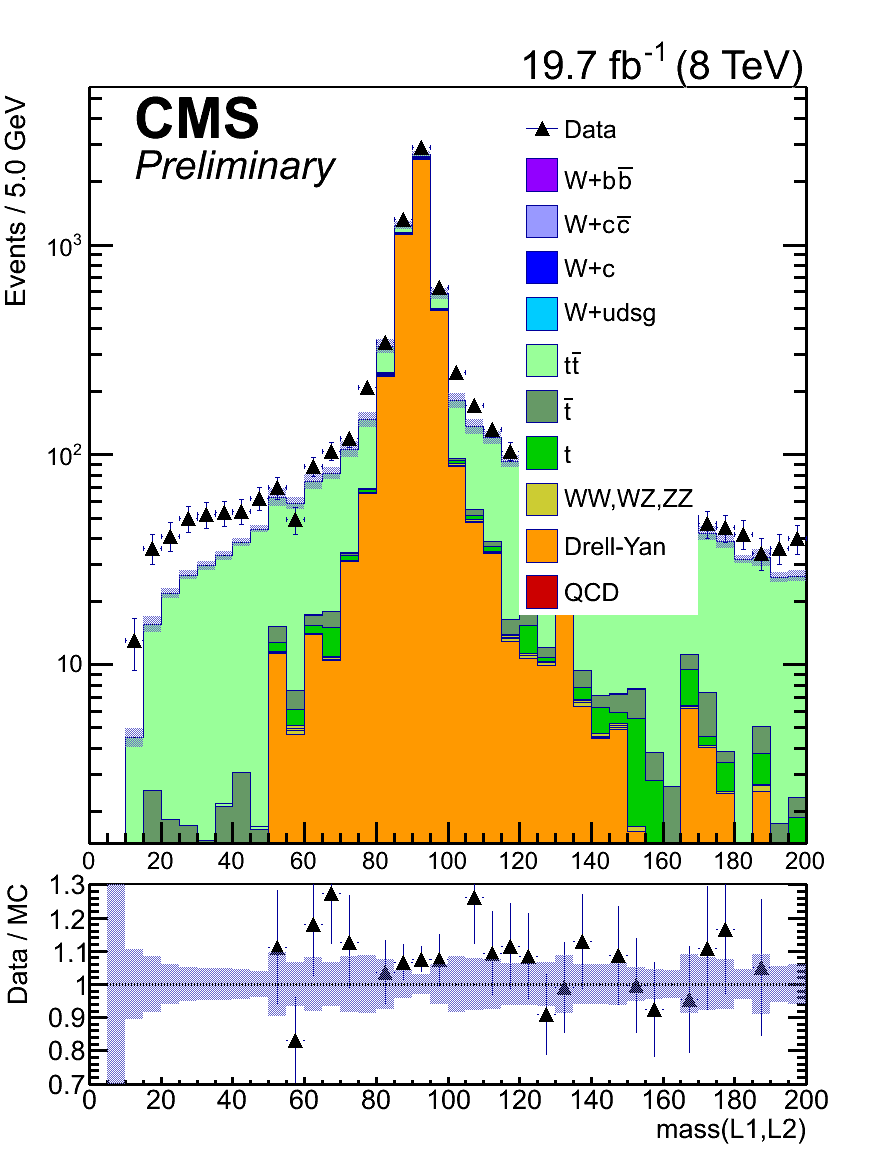 19.7 fb⁻¹ (8 TeV)
CMS
Preliminary
Events / 5.0 GeV
10³
10²
10
Data
W+bb̅
W+cc̅
W+c
W+udsg
tt̅
t̅
t
WW,WZ,ZZ
Drell-Yan
QCD
0 20 40 60 80 100 120 140 160 180 200
Data / MC
1.3
1.2
1.1
1
0.9
0.8
0.7
0 20 40 60 80 100 120 140 160 180 200
mass(L1,L2)